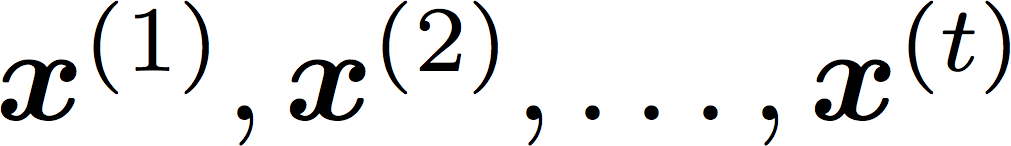 x^(1), x^(2), . . . , x^(t)